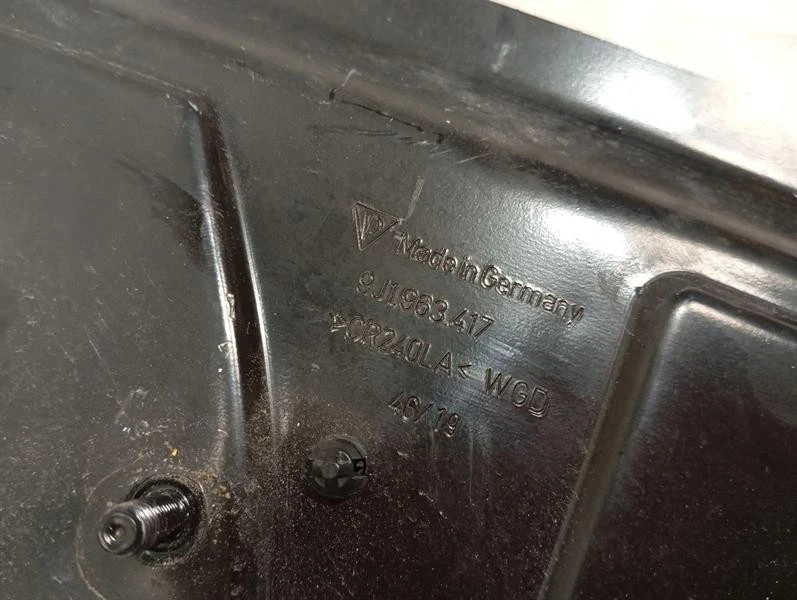 Made in Germany
9J1.963.417
>CR240LA< WGD
46/19